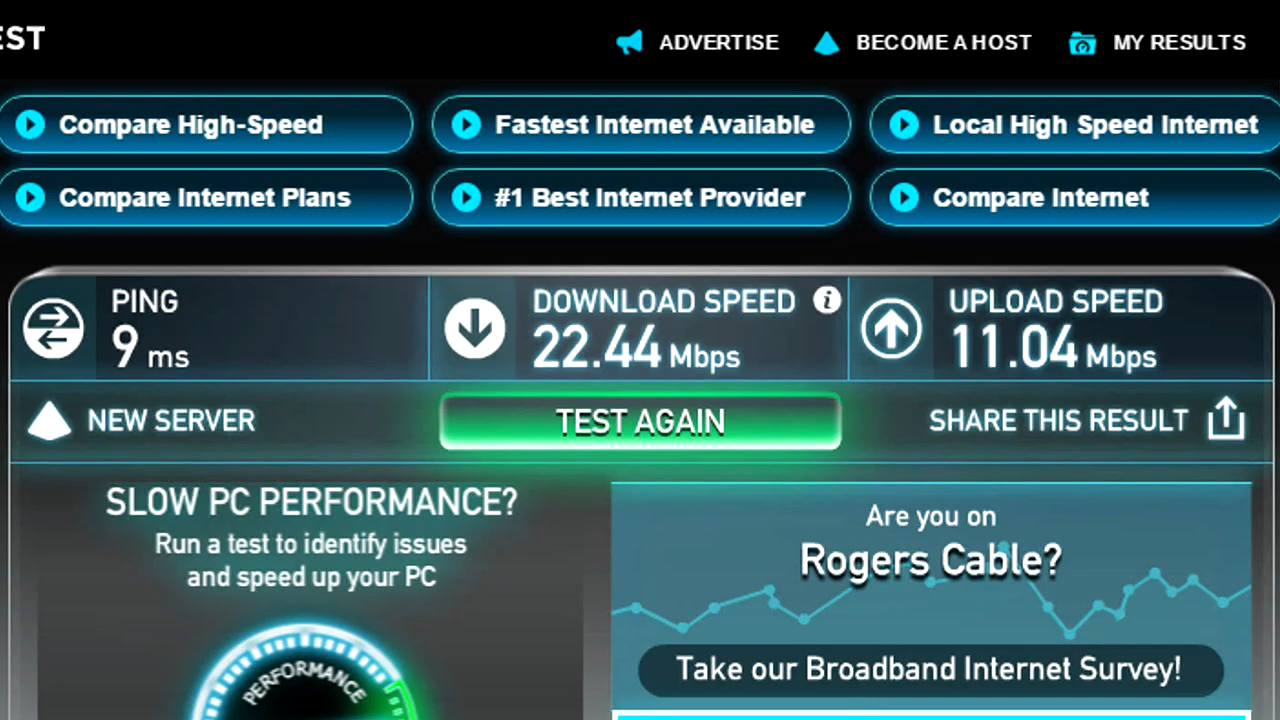 EST
ADVERTISE
BECOME A HOST
MY RESULTS
Compare High-Speed
Fastest Internet Available
Local High Speed Internet
Compare Internet Plans
#1 Best Internet Provider
Compare Internet
PING
9 ms
DOWNLOAD SPEED
22.44 Mbps
UPLOAD SPEED
11.04 Mbps
NEW SERVER
TEST AGAIN
SHARE THIS RESULT
SLOW PC PERFORMANCE?
Run a test to identify issues
and speed up your PC
PERFORMANCE
Are you on
Rogers Cable?
Take our Broadband Internet Survey!